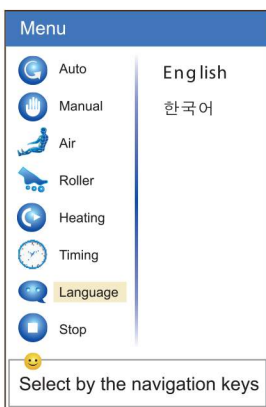 Menu
Auto
Manual
Air
Roller
Heating
Timing
Language
Stop
English
한국어
Select by the navigation keys